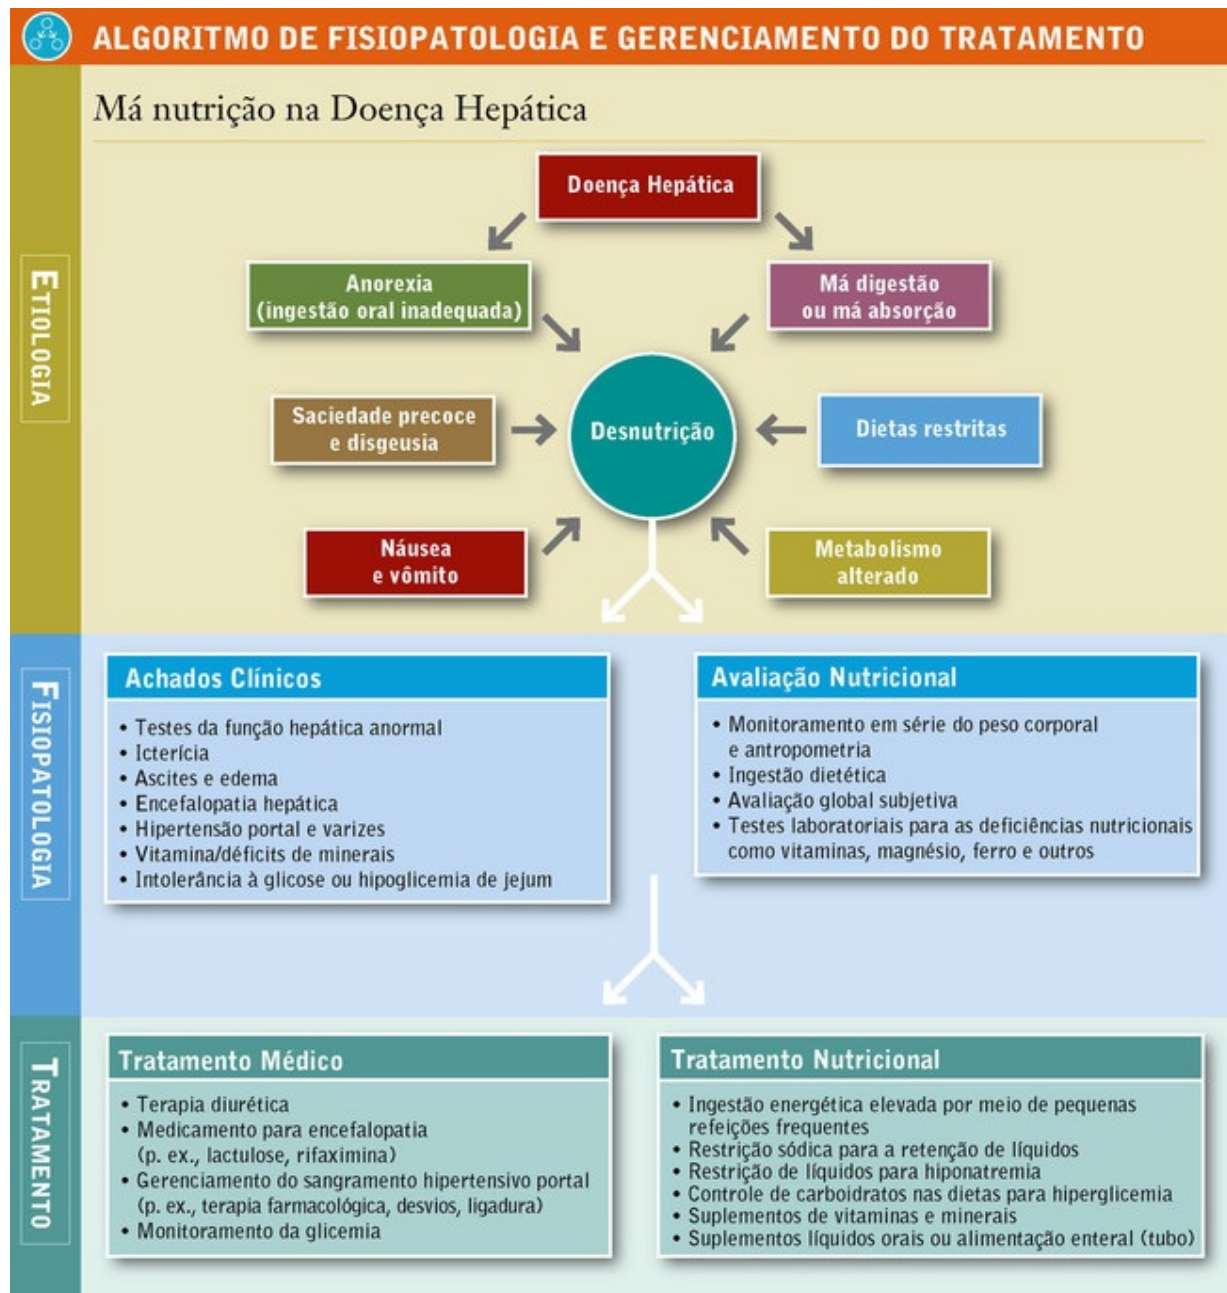 ALGORITMO DE FISIOPATOLOGIA E GERENCIAMENTO DO TRATAMENTO
Má nutrição na Doença Hepática
ETIOLOGIA
Doença Hepática
Anorexia
(ingestão oral inadequada)
Má digestão
ou má absorção
Saciedade precoce
e disgeusia
Desnutrição
Dietas restritas
Náusea
e vômito
Metabolismo
alterado
FISIOPATOLOGIA
Achados Clínicos
• Testes da função hepática anormal
• Icterícia
• Ascites e edema
• Encefalopatia hepática
• Hipertensão portal e varizes
• Vitamina/déficits de minerais
• Intolerância à glicose ou hipoglicemia de jejum
Avaliação Nutricional
• Monitoramento em série do peso corporal
e antropometria
• Ingestão dietética
• Avaliação global subjetiva
• Testes laboratoriais para as deficiências nutricionais
como vitaminas, magnésio, ferro e outros
TRATAMENTO
Tratamento Médico
• Terapia diurética
• Medicamento para encefalopatia
(p. ex., lactulose, rifaximina)
• Gerenciamento do sangramento hipertensivo portal
(p. ex., terapia farmacológica, desvios, ligadura)
• Monitoramento da glicemia
Tratamento Nutricional
• Ingestão energética elevada por meio de pequenas
refeições frequentes
• Restrição sódica para a retenção de líquidos
• Restrição de líquidos para hiponatremia
• Controle de carboidratos nas dietas para hiperglicemia
• Suplementos de vitaminas e minerais
• Suplementos líquidos orais ou alimentação enteral (tubo)